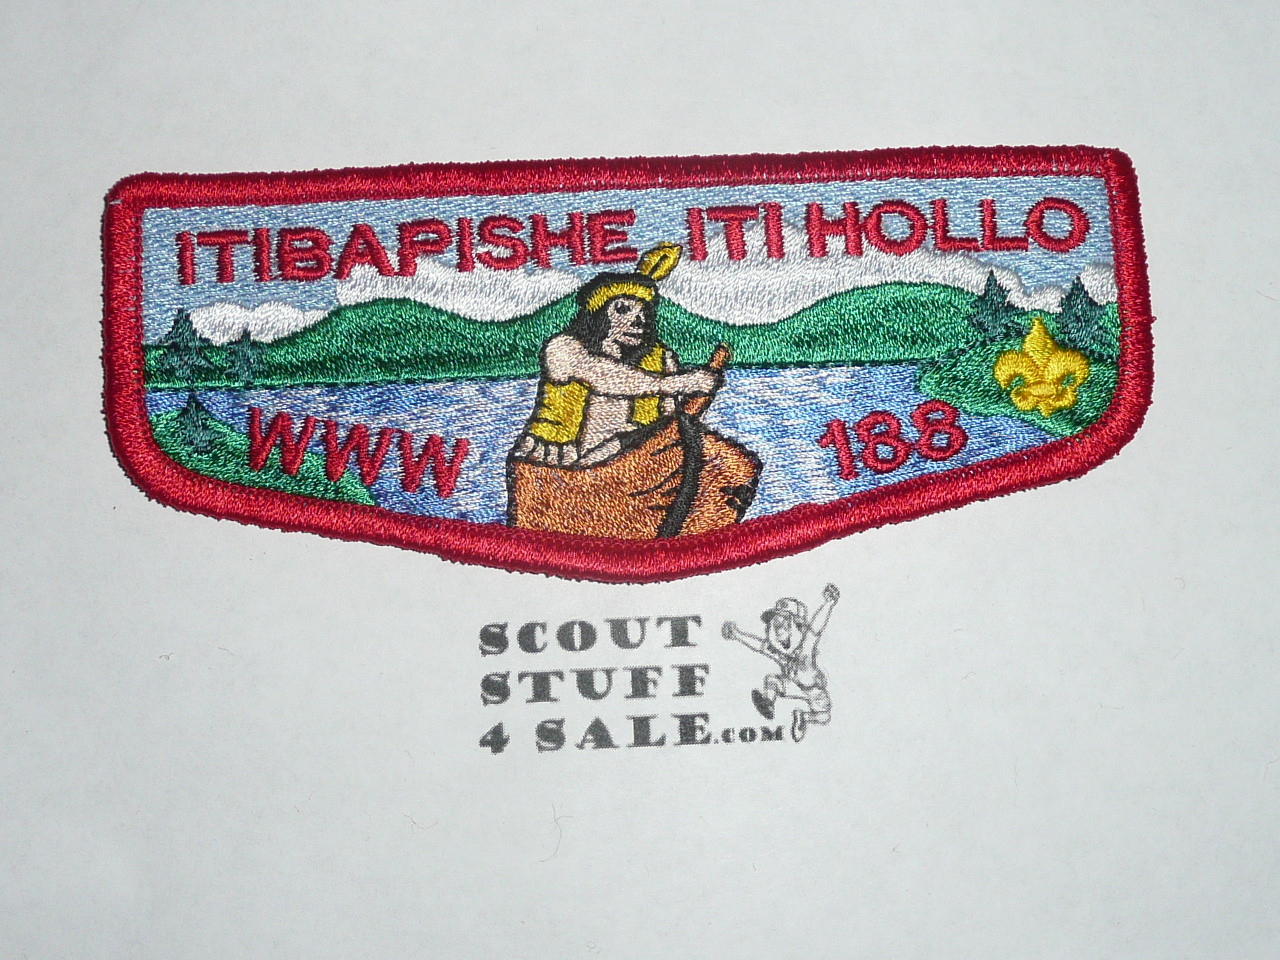 ITIBAPISHE ITI HOLLO
WWW 188
SCOUT
STUFF
4 SALE.COM